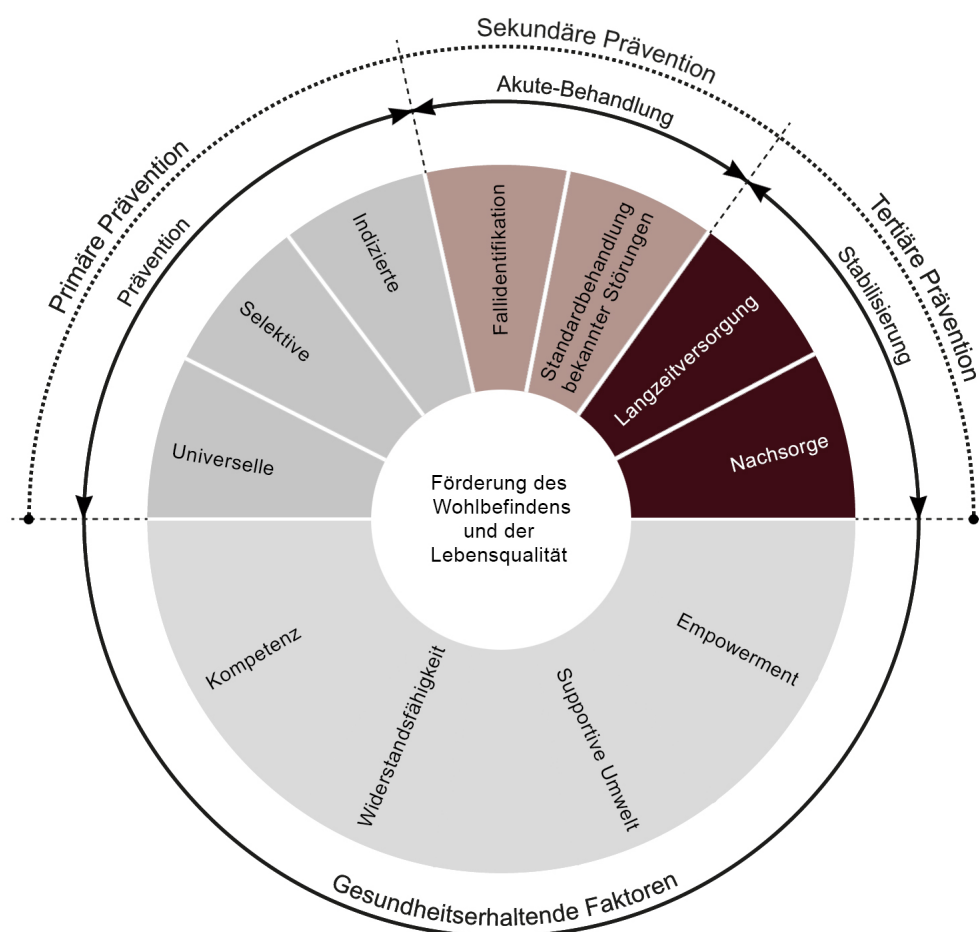 Sekundäre Prävention
Akute-Behandlung
Primäre Prävention
Prävention
Tertiäre Prävention
Stabilisierung
Universelle
Selektive
Indizierte
Fallidentifikation
Standardbehandlung
bekannter Störungen
Langzeitversorgung
Nachsorge
Förderung des
Wohlbefindens
und der
Lebensqualität
Kompetenz
Widerstandsfähigkeit
Supportive Umwelt
Empowerment
Gesundheitserhaltende Faktoren